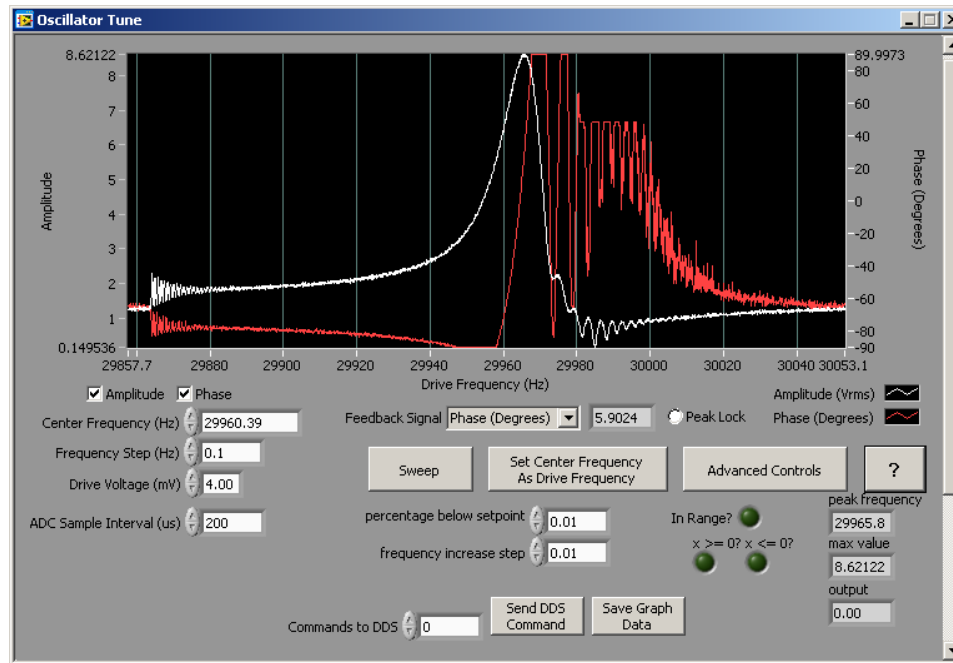 Oscillator Tune
8.62122
8
7
6
5
4
3
2
1
0.149536
Amplitude
89.9973
80
60
40
20
0
-20
-40
-60
-80
-90
Phase (Degrees)
29857.7 29880 29900 29920 29940 29960 29980 30000 30020 30040 30053.1
Drive Frequency (Hz)
Amplitude Phase
Amplitude (Vrms)
Phase (Degrees)
Center Frequency (Hz) 29960.39
Feedback Signal Phase (Degrees) 5.9024 Peak Lock
Frequency Step (Hz) 0.1
Drive Voltage (mV) 4.00
ADC Sample Interval (us) 200
Sweep
Set Center Frequency
As Drive Frequency
Advanced Controls
?
percentage below setpoint 0.01
frequency increase step 0.01
In Range?
x >= 0? x <= 0?
peak frequency
29965.8
max value
8.62122
output
0.00
Commands to DDS 0
Send DDS
Command
Save Graph
Data